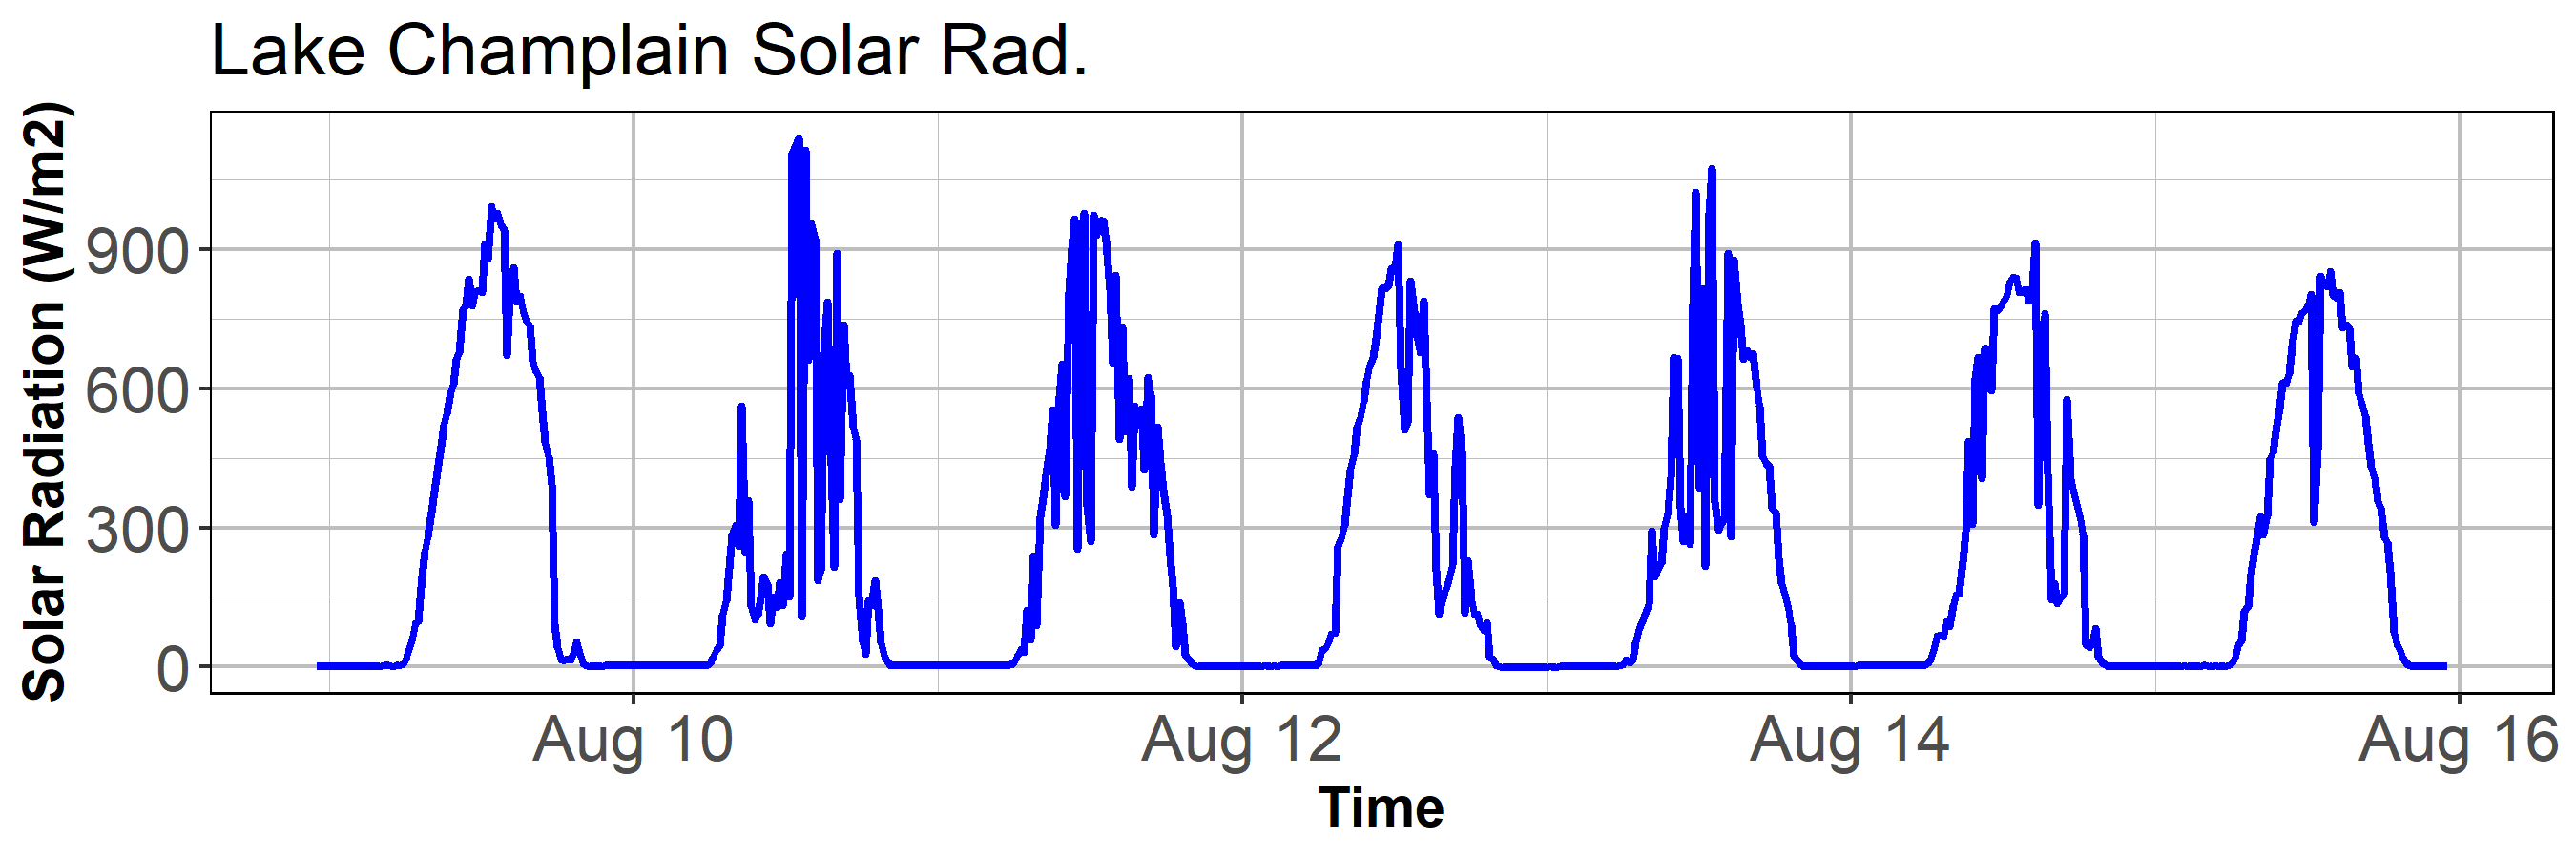 Lake Champlain Solar Rad.
Solar Radiation (W/m2)
900
600
300
0
Aug 10
Aug 12
Aug 14
Aug 16
Time